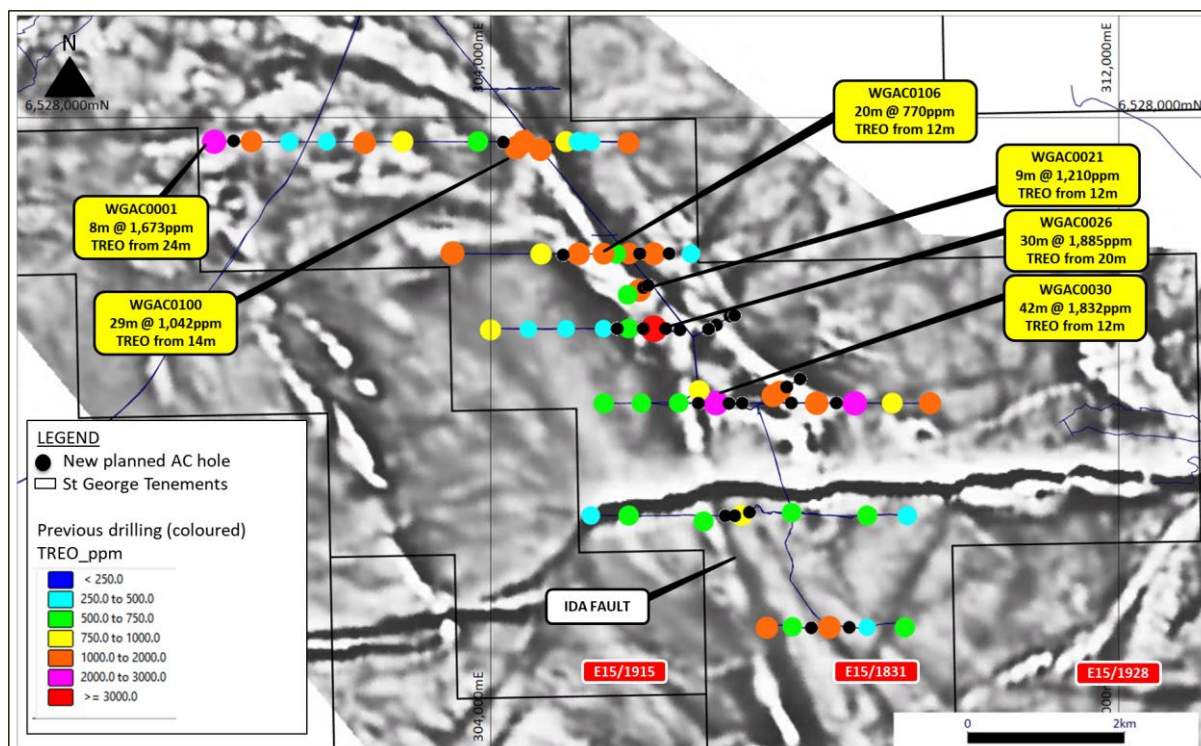 N
6,528,000mN
304,000mE
312,000mE
6,528,000mN
WGAC0106
20m @ 770ppm
TREO from 12m
WGAC0021
9m @ 1,210ppm
TREO from 12m
WGAC0001
8m @ 1,673ppm
TREO from 24m
WGAC0026
30m @ 1,885ppm
TREO from 20m
WGAC0100
29m @ 1,042ppm
TREO from 14m
WGAC0030
42m @ 1,832ppm
TREO from 12m
LEGEND
New planned AC hole
St George Tenements
Previous drilling (coloured)
TREO_ppm
< 250.0
250.0 to 500.0
500.0 to 750.0
750.0 to 1000.0
1000.0 to 2000.0
2000.0 to 3000.0
>= 3000.0
IDA FAULT
E15/1915
E15/1831
E15/1928
304,000mE
0 2km